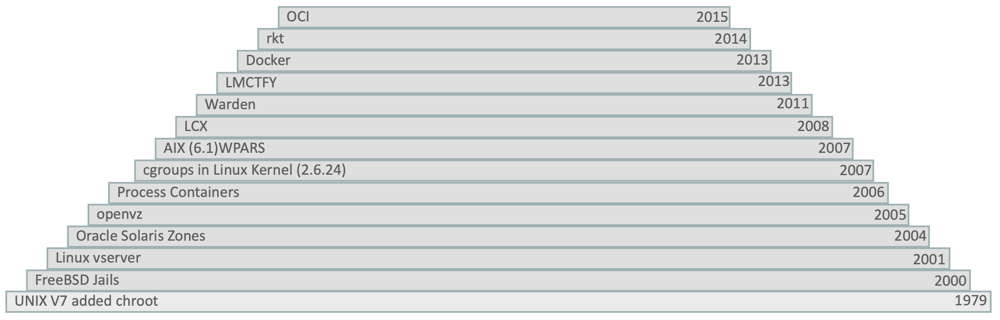 OCI 2015
rkt 2014
Docker 2013
LMCTFY 2013
Warden 2011
LCX 2008
AIX (6.1)WPARS 2007
cgroups in Linux Kernel (2.6.24) 2007
Process Containers 2006
openvz 2005
Oracle Solaris Zones 2004
Linux vserver 2001
FreeBSD Jails 2000
UNIX V7 added chroot 1979